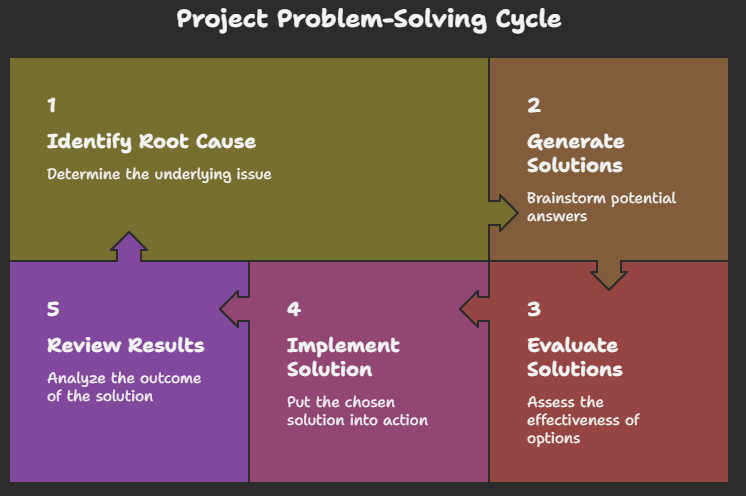 Project Problem-Solving Cycle
1
Identify Root Cause
Determine the underlying issue
2
Generate
Solutions
Brainstorm potential
answers
3
Evaluate
Solutions
Assess the
effectiveness of
options
4
Implement
Solution
Put the chosen
solution into action
5
Review Results
Analyze the outcome
of the solution